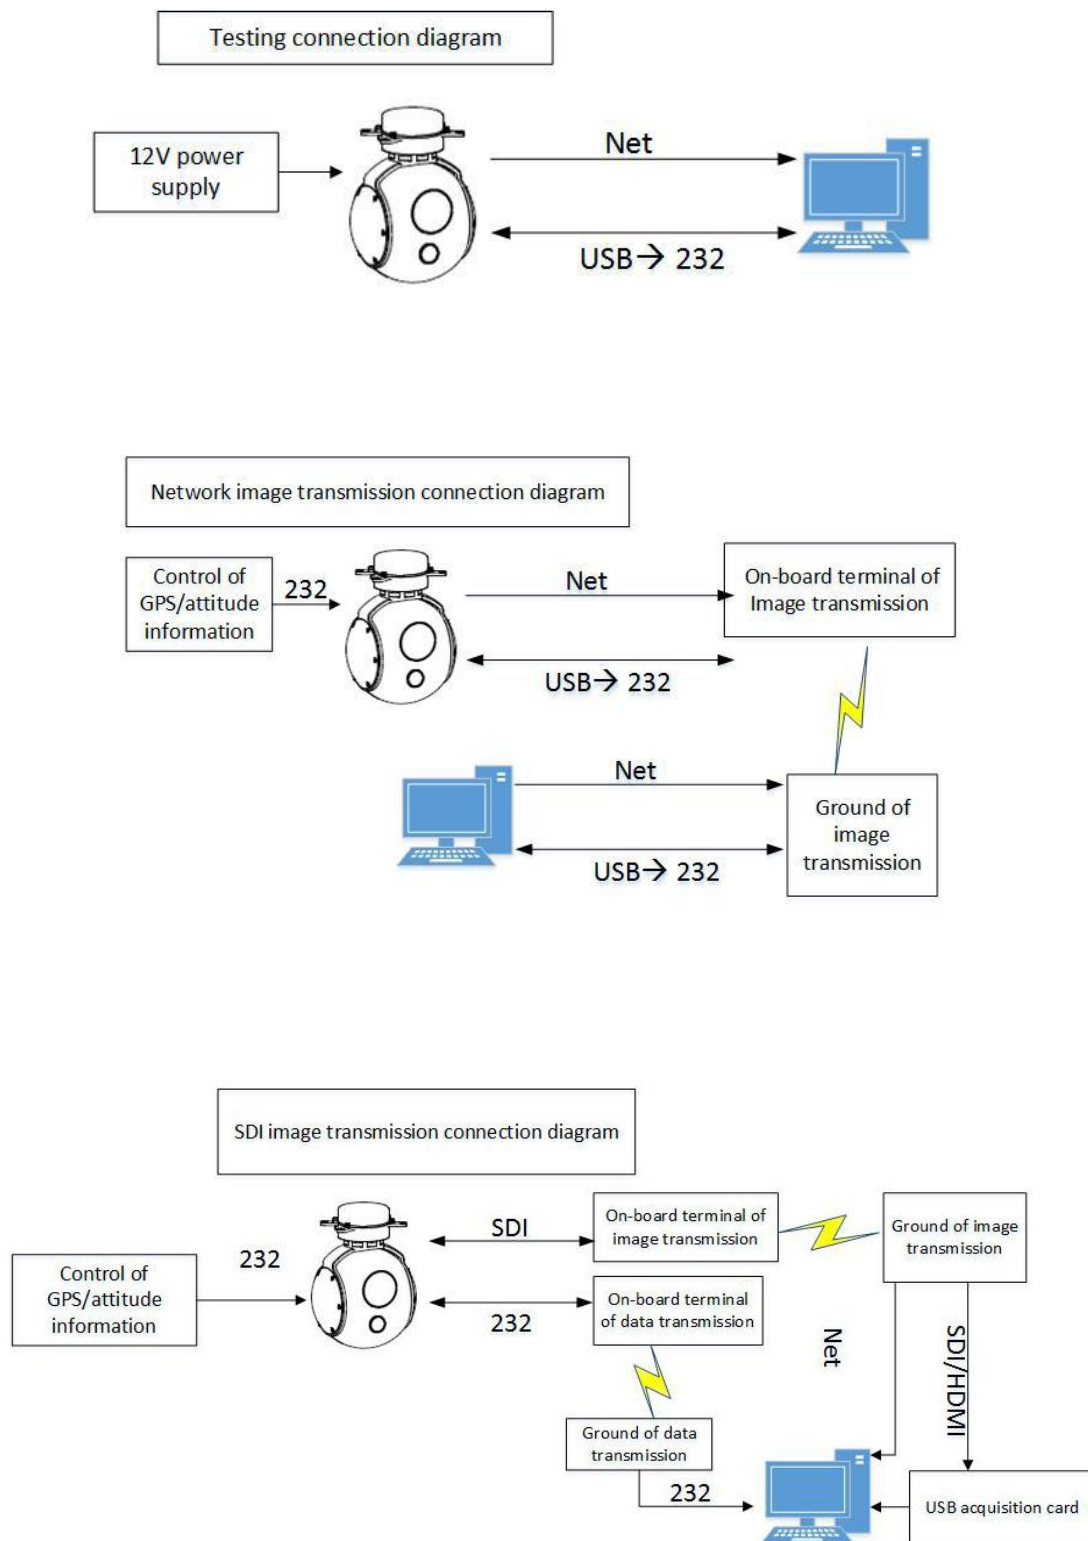 Testing connection diagram
12V power
supply
Net
USB→ 232
Network image transmission connection diagram
Control of
GPS/attitude
information
232
Net
USB→ 232
On-board terminal of
Image transmission
Net
USB→ 232
Ground of
image
transmission
SDI image transmission connection diagram
Control of
GPS/attitude
information
232
SDI
232
On-board terminal of
image transmission
On-board terminal
of data transmission
Ground of image
transmission
Net
SDI/HDMI
Ground of data
transmission
232
USB acquisition card